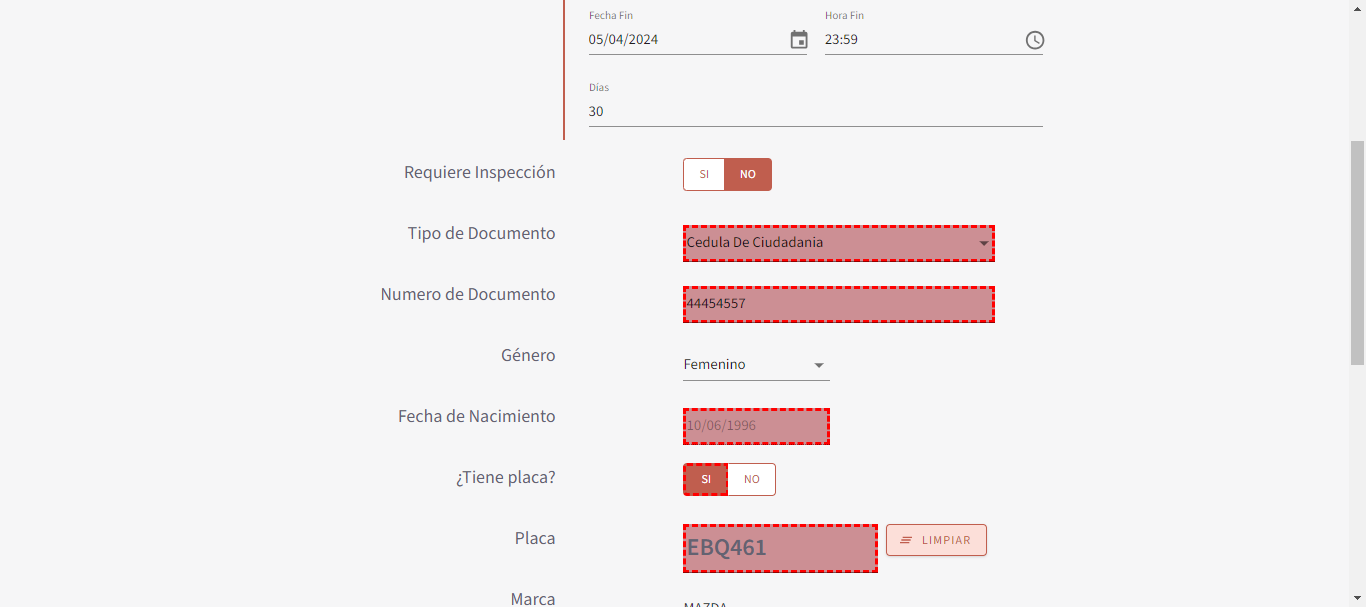 Fecha Fin Hora Fin
05/04/2024 23:59
Días
30
Requiere Inspección SI NO
Tipo de Documento Cedula De Ciudadania
Numero de Documento 44454557
Género Femenino
Fecha de Nacimiento 10/06/1996
¿Tiene placa? SI NO
Placa EBQ461 LIMPIAR
Marca MAZDA